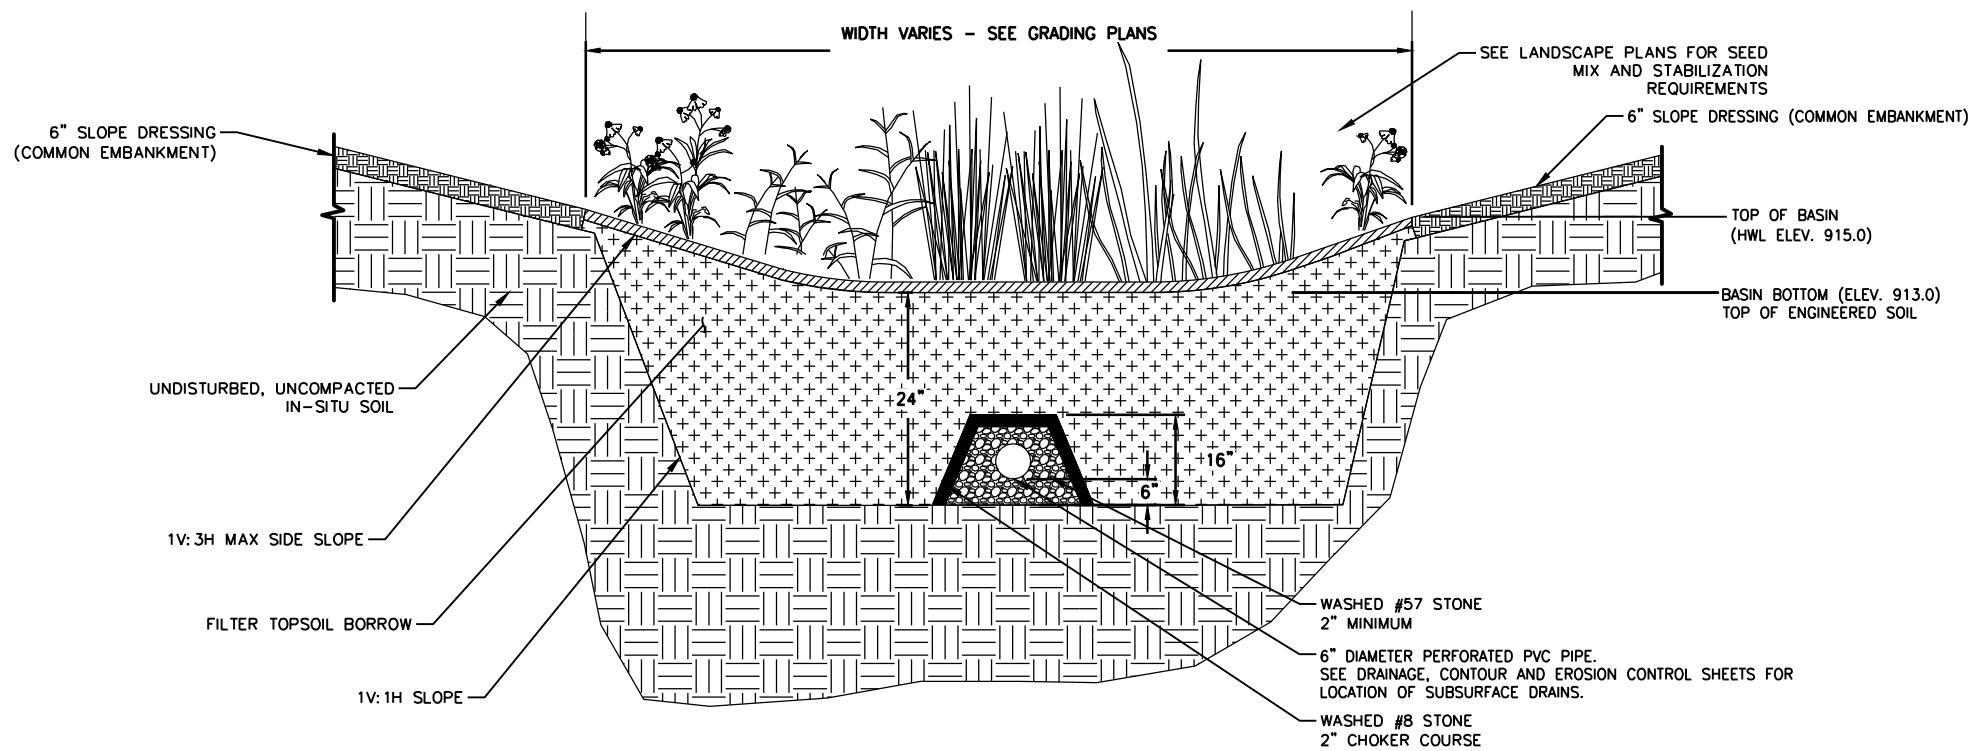 WIDTH VARIES - SEE GRADING PLANS
SEE LANDSCAPE PLANS FOR SEED
MIX AND STABILIZATION
REQUIREMENTS
6" SLOPE DRESSING (COMMON EMBANKMENT)
6" SLOPE DRESSING
(COMMON EMBANKMENT)
TOP OF BASIN
(HWL ELEV. 915.0)
BASIN BOTTOM (ELEV. 913.0)
TOP OF ENGINEERED SOIL
UNDISTURBED, UNCOMPACTED
IN-SITU SOIL
24"
16"
6"
1V:3H MAX SIDE SLOPE
FILTER TOPSOIL BORROW
1V:1H SLOPE
WASHED #57 STONE
2" MINIMUM
6" DIAMETER PERFORATED PVC PIPE.
SEE DRAINAGE, CONTOUR AND EROSION CONTROL SHEETS FOR
LOCATION OF SUBSURFACE DRAINS.
WASHED #8 STONE
2" CHOKER COURSE